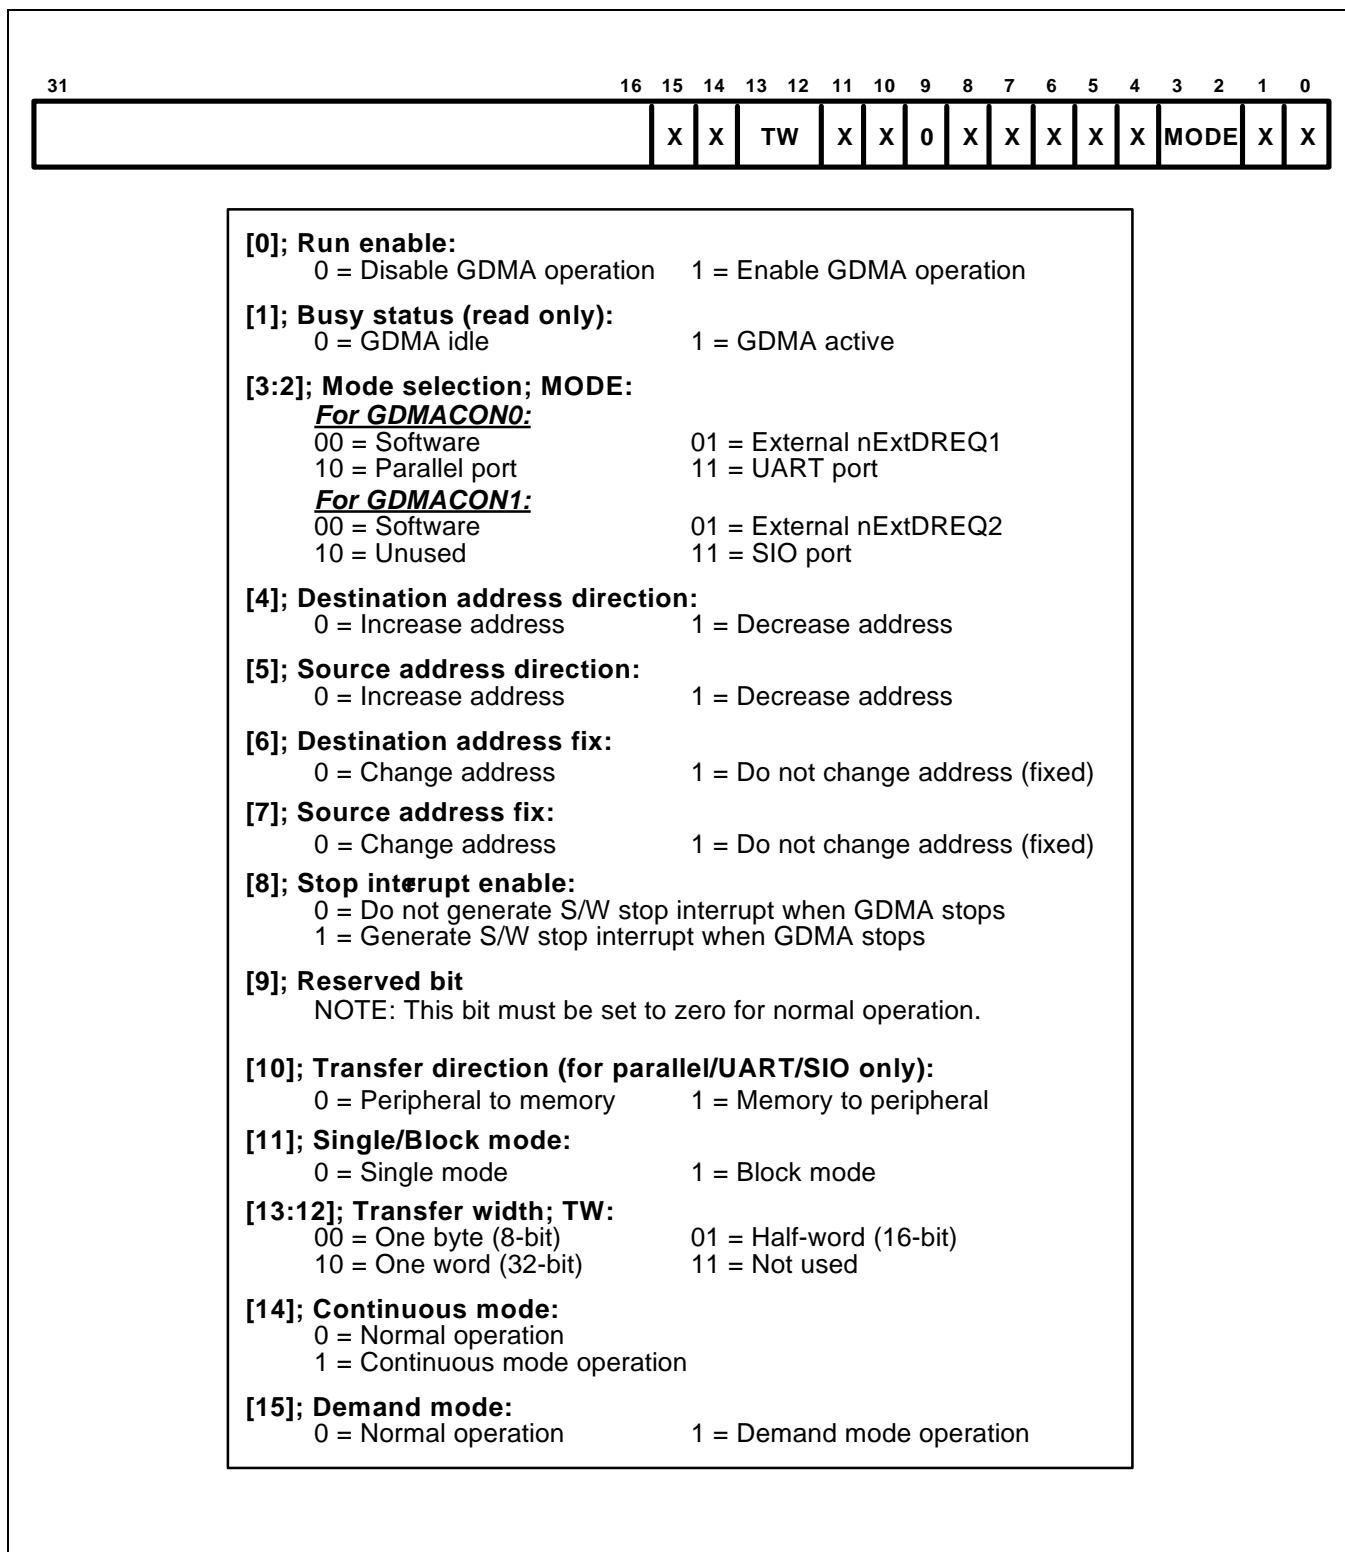 31 16 15 14 13 12 11 10 9 8 7 6 5 4 3 2 1 0
X X TW X X 0 X X X X X MODE X X
[0]; Run enable:
0 = Disable GDMA operation 1 = Enable GDMA operation
[1]; Busy status (read only):
0 = GDMA idle 1 = GDMA active
[3:2]; Mode selection; MODE:
For GDMACON0:
00 = Software 01 = External nExtDREQ1
10 = Parallel port 11 = UART port
For GDMACON1:
00 = Software 01 = External nExtDREQ2
10 = Unused 11 = SIO port
[4]; Destination address direction:
0 = Increase address 1 = Decrease address
[5]; Source address direction:
0 = Increase address 1 = Decrease address
[6]; Destination address fix:
0 = Change address 1 = Do not change address (fixed)
[7]; Source address fix:
0 = Change address 1 = Do not change address (fixed)
[8]; Stop interrupt enable:
0 = Do not generate S/W stop interrupt when GDMA stops
1 = Generate S/W stop interrupt when GDMA stops
[9]; Reserved bit
NOTE: This bit must be set to zero for normal operation.
[10]; Transfer direction (for parallel/UART/SIO only):
0 = Peripheral to memory 1 = Memory to peripheral
[11]; Single/Block mode:
0 = Single mode 1 = Block mode
[13:12]; Transfer width; TW:
00 = One byte (8-bit) 01 = Half-word (16-bit)
10 = One word (32-bit) 11 = Not used
[14]; Continuous mode:
0 = Normal operation
1 = Continuous mode operation
[15]; Demand mode:
0 = Normal operation 1 = Demand mode operation